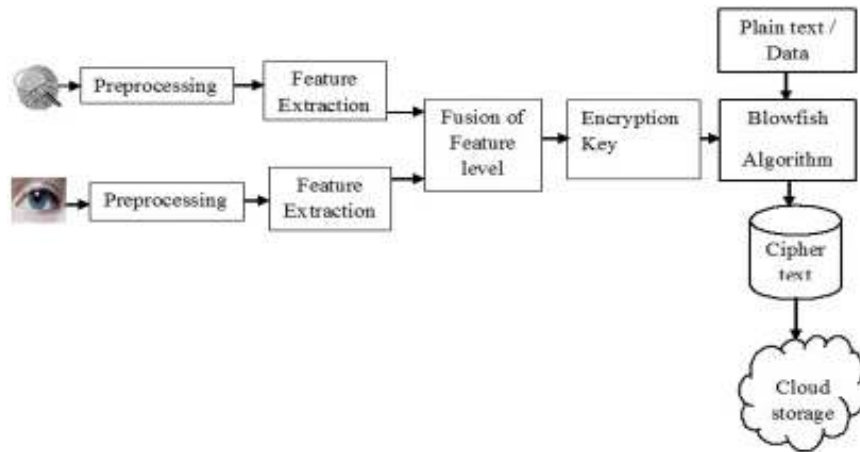 Plain text /
Data
Preprocessing
Feature
Extraction
Fusion of
Feature
level
Encryption
Key
Blowfish
Algorithm
Preprocessing
Feature
Extraction
Cipher
text
Cloud
storage